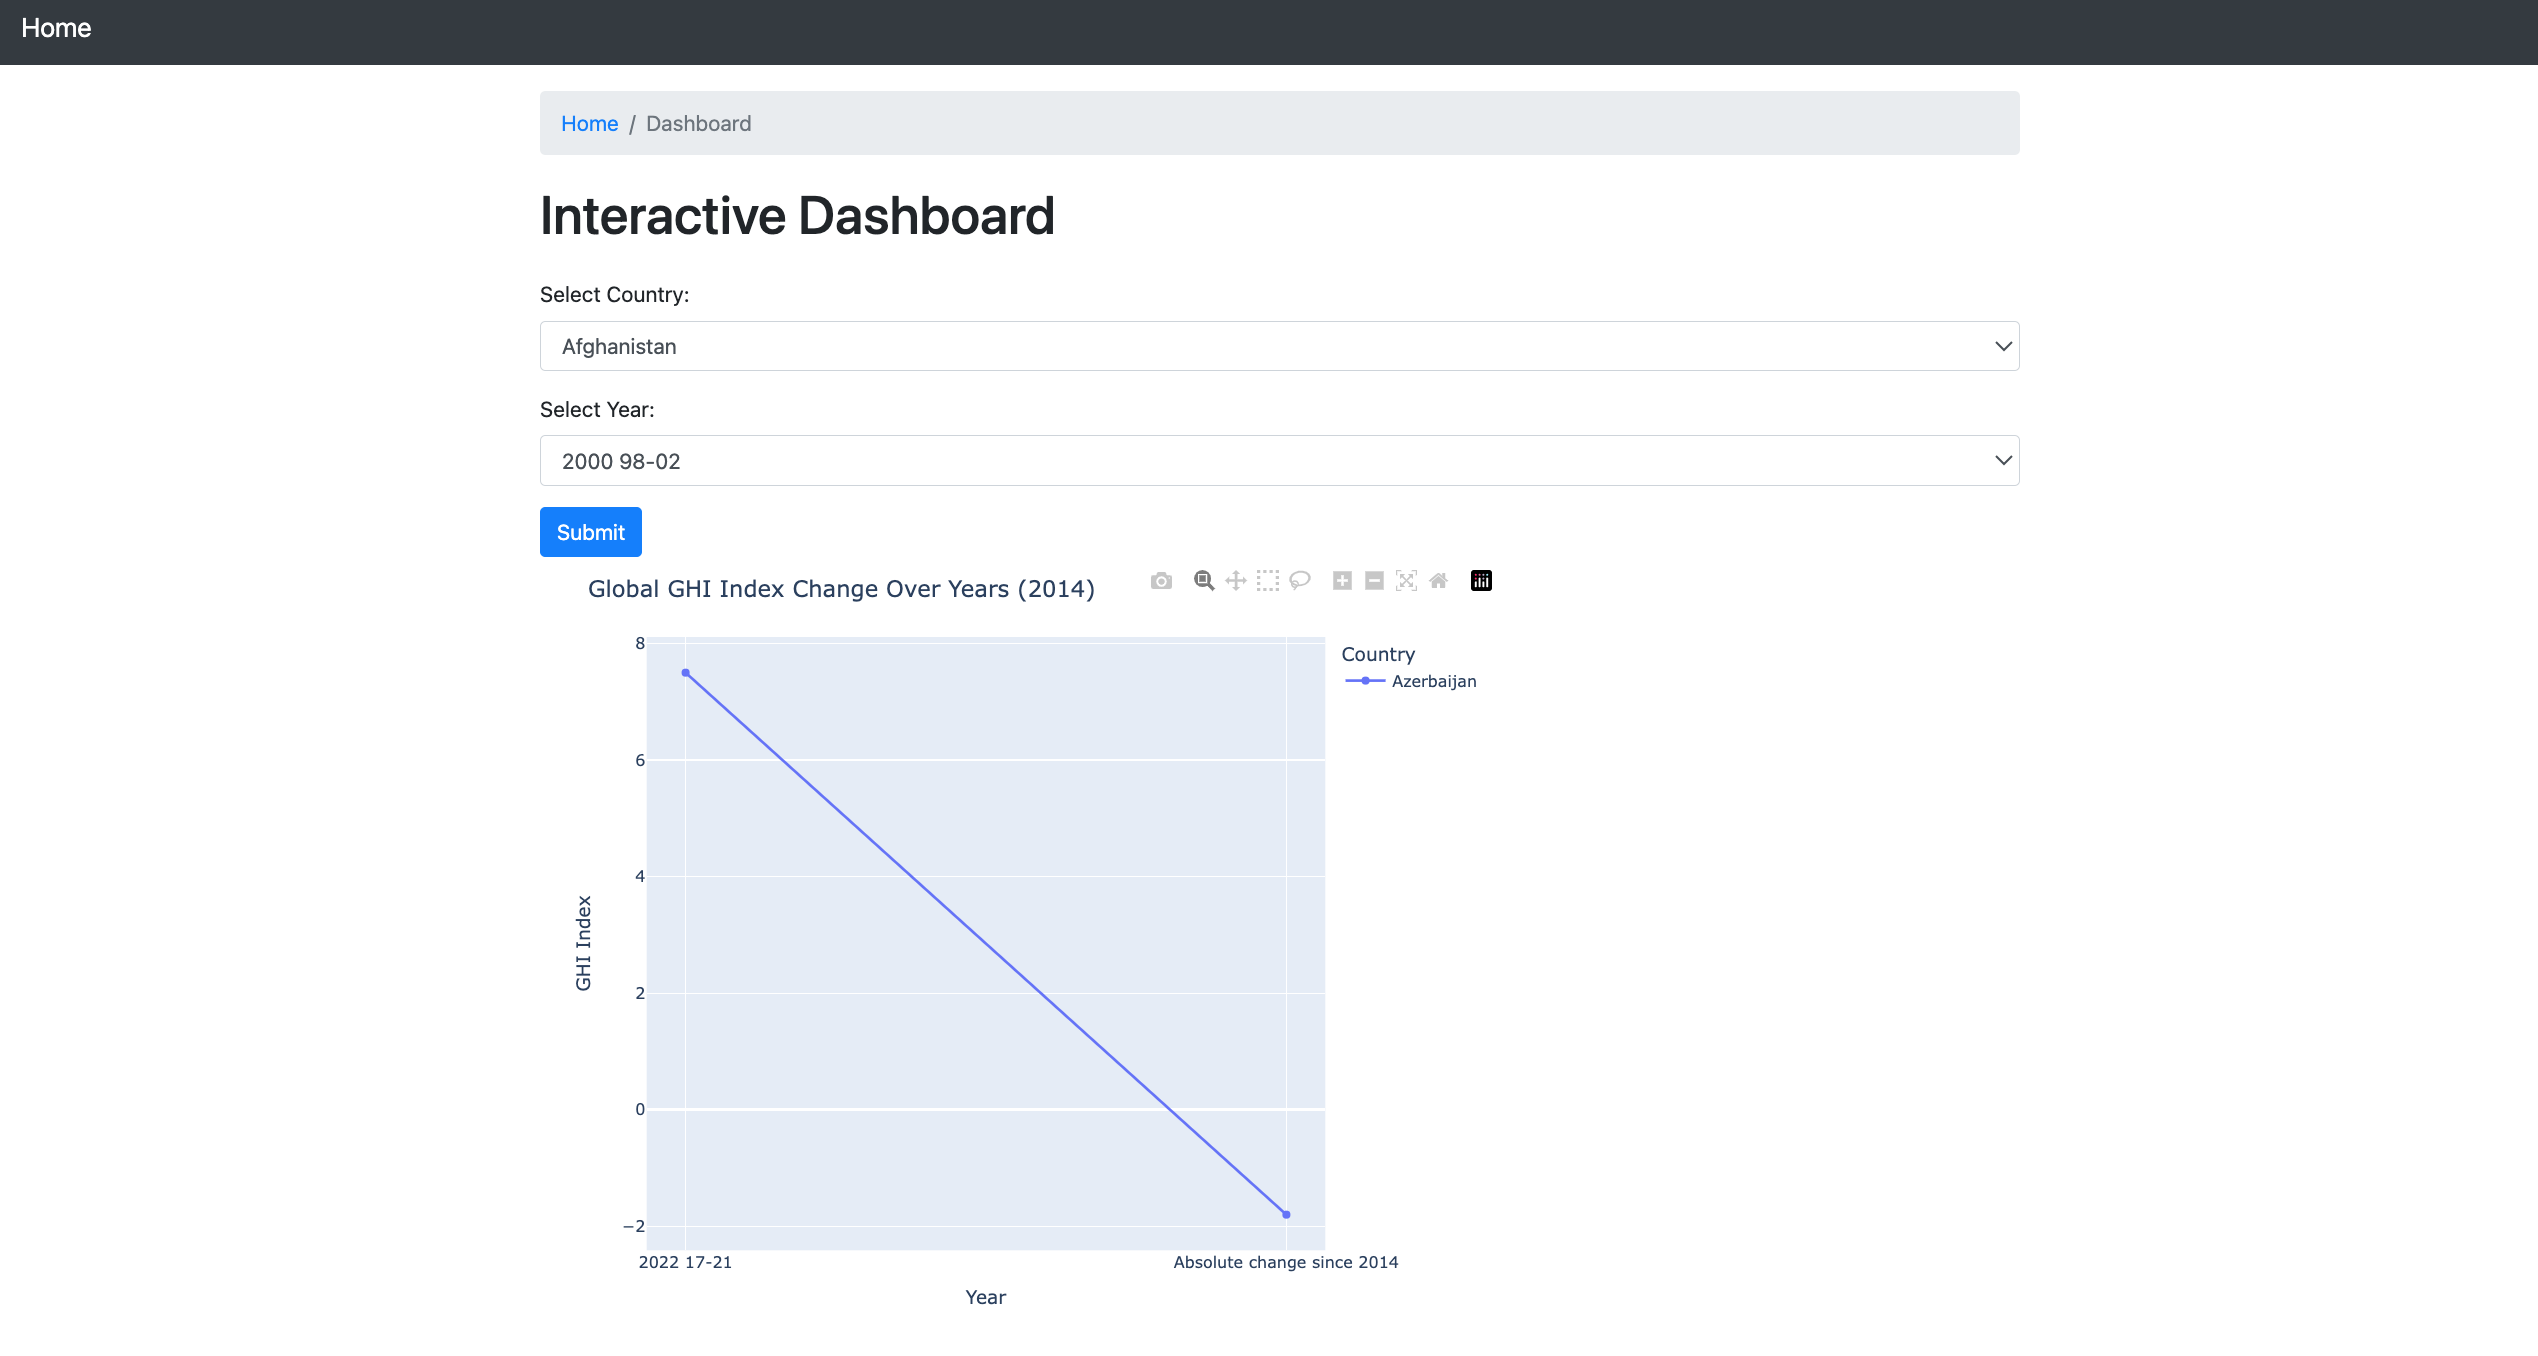 Home
Home / Dashboard
Interactive Dashboard
Select Country:
Afghanistan
Select Year:
2000 98-02
Submit
Global GHI Index Change Over Years (2014)
8
6
4
2
0
−2
GHI Index
2022 17-21
Absolute change since 2014
Year
Country
Azerbaijan